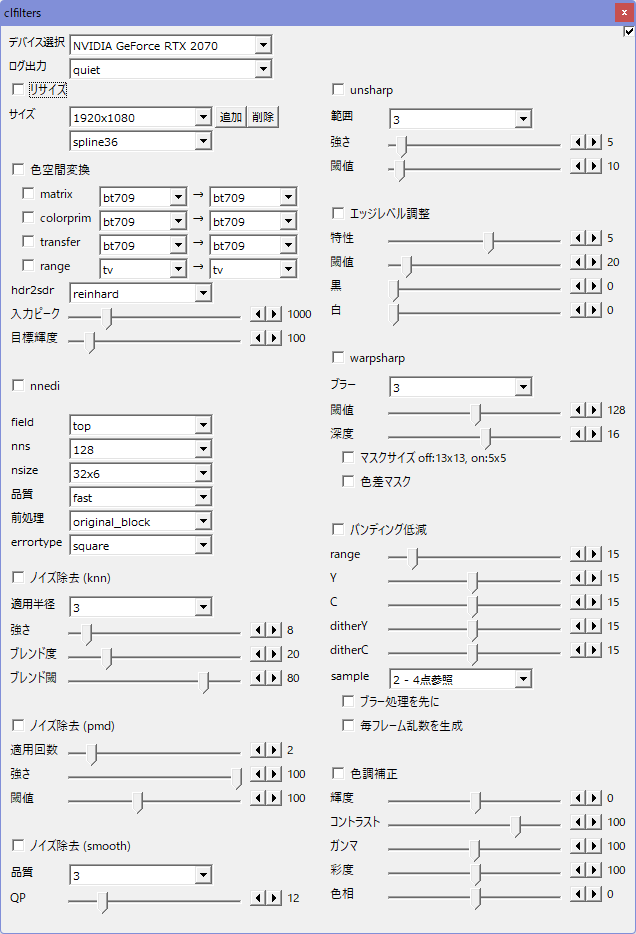 clfilters
デバイス選択 NVIDIA GeForce RTX 2070
ログ出力 quiet
リサイズ
サイズ 1920x1080 追加 削除
spline36
色空間変換
matrix bt709 → bt709
colorprim bt709 → bt709
transfer bt709 → bt709
range tv → tv
hdr2sdr reinhard
入力ピーク 1000
目標輝度 100
nnedi
field top
nns 128
nsize 32x6
品質 fast
前処理 original_block
errortype square
ノイズ除去 (knn)
適用半径 3
強さ 8
ブレンド度 20
ブレンド閾 80
ノイズ除去 (pmd)
適用回数 2
強さ 100
閾値 100
ノイズ除去 (smooth)
品質 3
QP 12
unsharp
範囲 3
強さ 5
閾値 10
エッジレベル調整
特性 5
閾値 20
黒 0
白 0
warpsharp
ブラー 3
閾値 128
深度 16
マスクサイズ off:13x13, on:5x5
色差マスク
バンディング低減
range 15
Y 15
C 15
ditherY 15
ditherC 15
sample 2 - 4点参照
ブラー処理を先に
毎フレーム乱数を生成
色調補正
輝度 0
コントラスト 100
ガンマ 100
彩度 100
色相 0